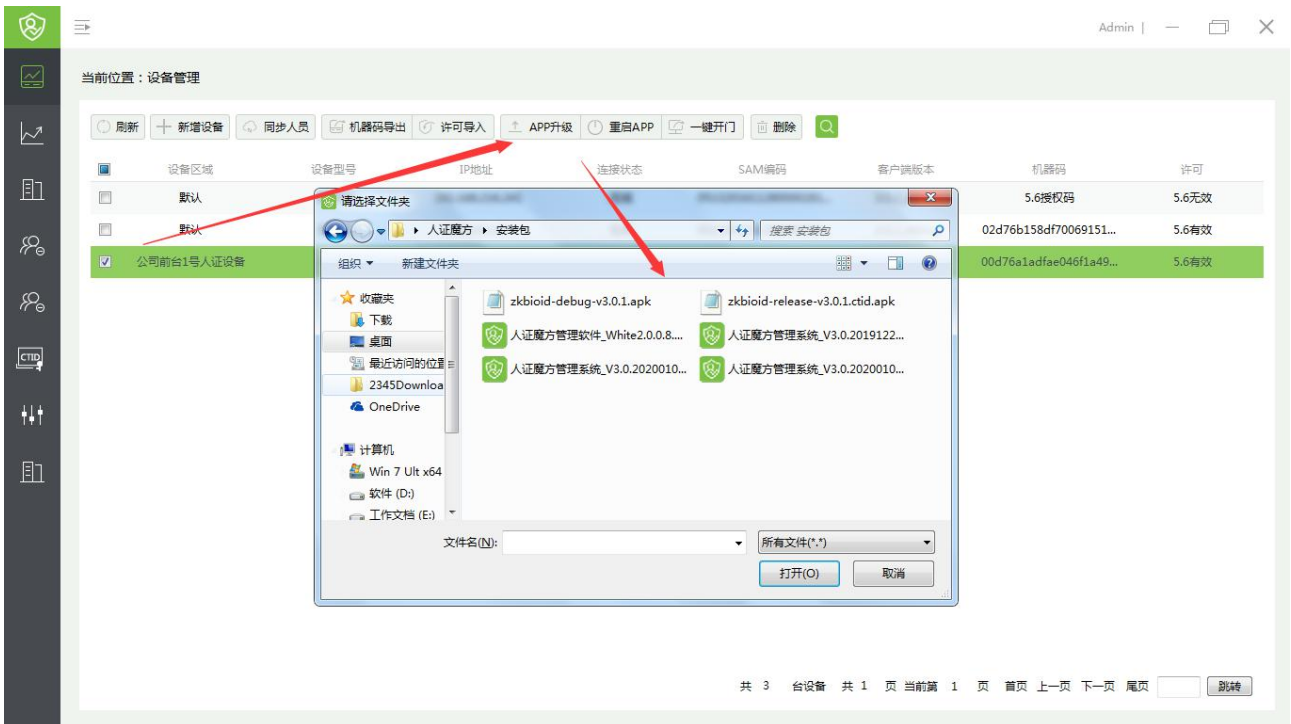 Admin |
当前位置：设备管理
刷新 新增设备 同步人员 机器码导出 许可导入 APP升级 重启APP 一键开门 删除
设备区域 设备型号 IP地址 连接状态 SAM编码 客户端版本 机器码 许可
默认 5.6授权码 5.6无效
默认 02d76b158df70069151... 5.6有效
公司前台1号人证设备 00d76a1adfae046f1a49... 5.6有效
请选择文件夹
人证魔方 安装包 搜索 安装包
组织 新建文件夹
收藏夹
下载
桌面
最近访问的位置
2345Downloa
OneDrive
计算机
Win 7 Ult x64
软件 (D:)
工作文档 (E:)
zkbioid-debug-v3.0.1.apk zkbioid-release-v3.0.1.ctid.apk
人证魔方管理软件_White2.0.0.8.... 人证魔方管理系统_V3.0.2019122...
人证魔方管理系统_V3.0.2020010... 人证魔方管理系统_V3.0.2020010...
文件名(N): 所有文件(*.*)
打开(O) 取消
CTID
共 3 台设备 共 1 页 当前第 1 页 首页 上一页 下一页 尾页 跳转